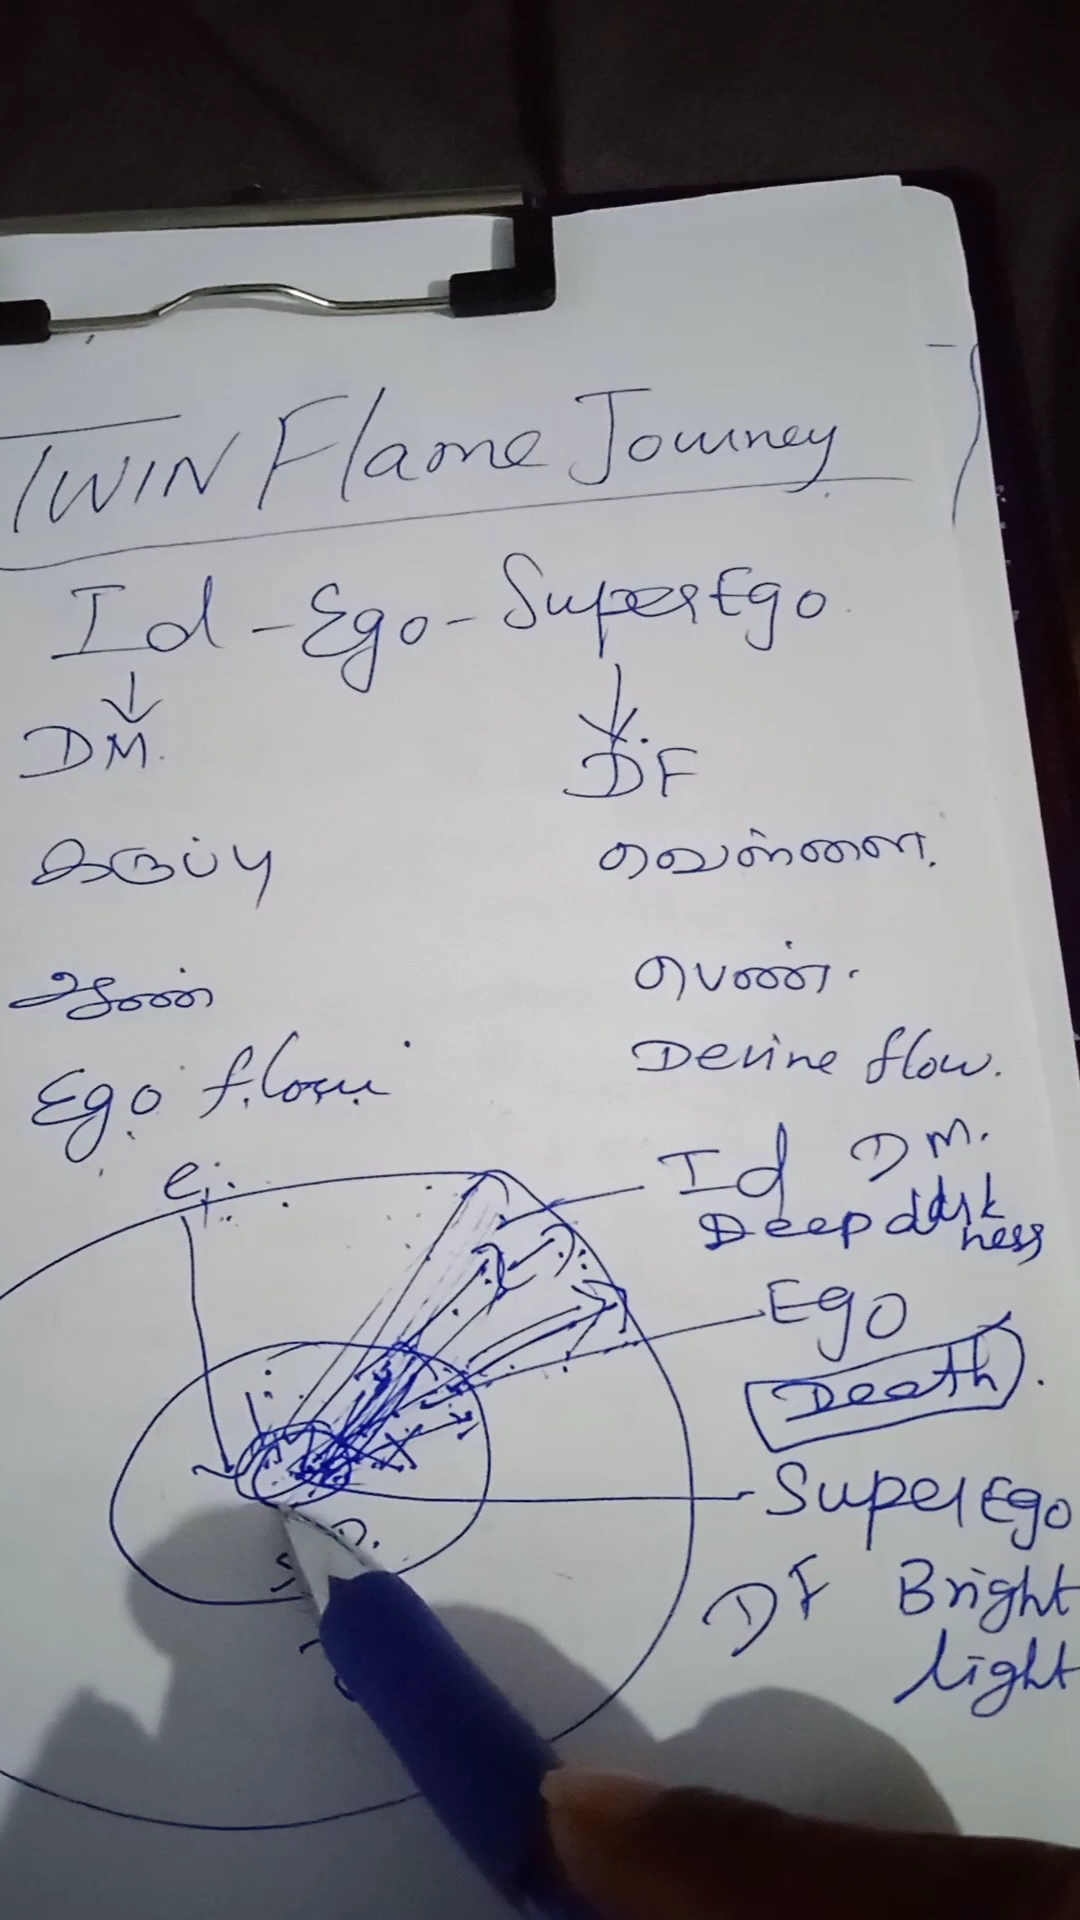 TWIN Flame Journey
Id - Ego - SuperEgo
DM. DF
கருப்பு வெள்ளை.
ஆண் பெண்.
Ego flow Devine flow.
e
Id DM.
Deep darkness
Ego
Death
SuperEgo
DF Bright
light